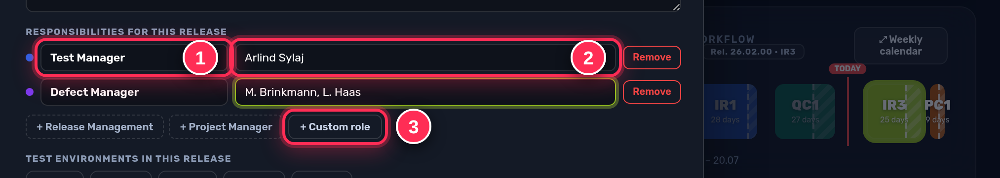 RESPONSIBILITIES FOR THIS RELEASE
Test Manager
1
Arlind Sylaj
2
Remove
Defect Manager
M. Brinkmann, L. Haas
Remove
+ Release Management
+ Project Manager
+ Custom role
3
TEST ENVIRONMENTS IN THIS RELEASE
ORKFLOW
Rel. 26.02.00 • IR3
⤢ Weekly
calendar
TODAY
IR1
28 days
QC1
27 days
IR3
25 days
PC1
9 days
– 20.07